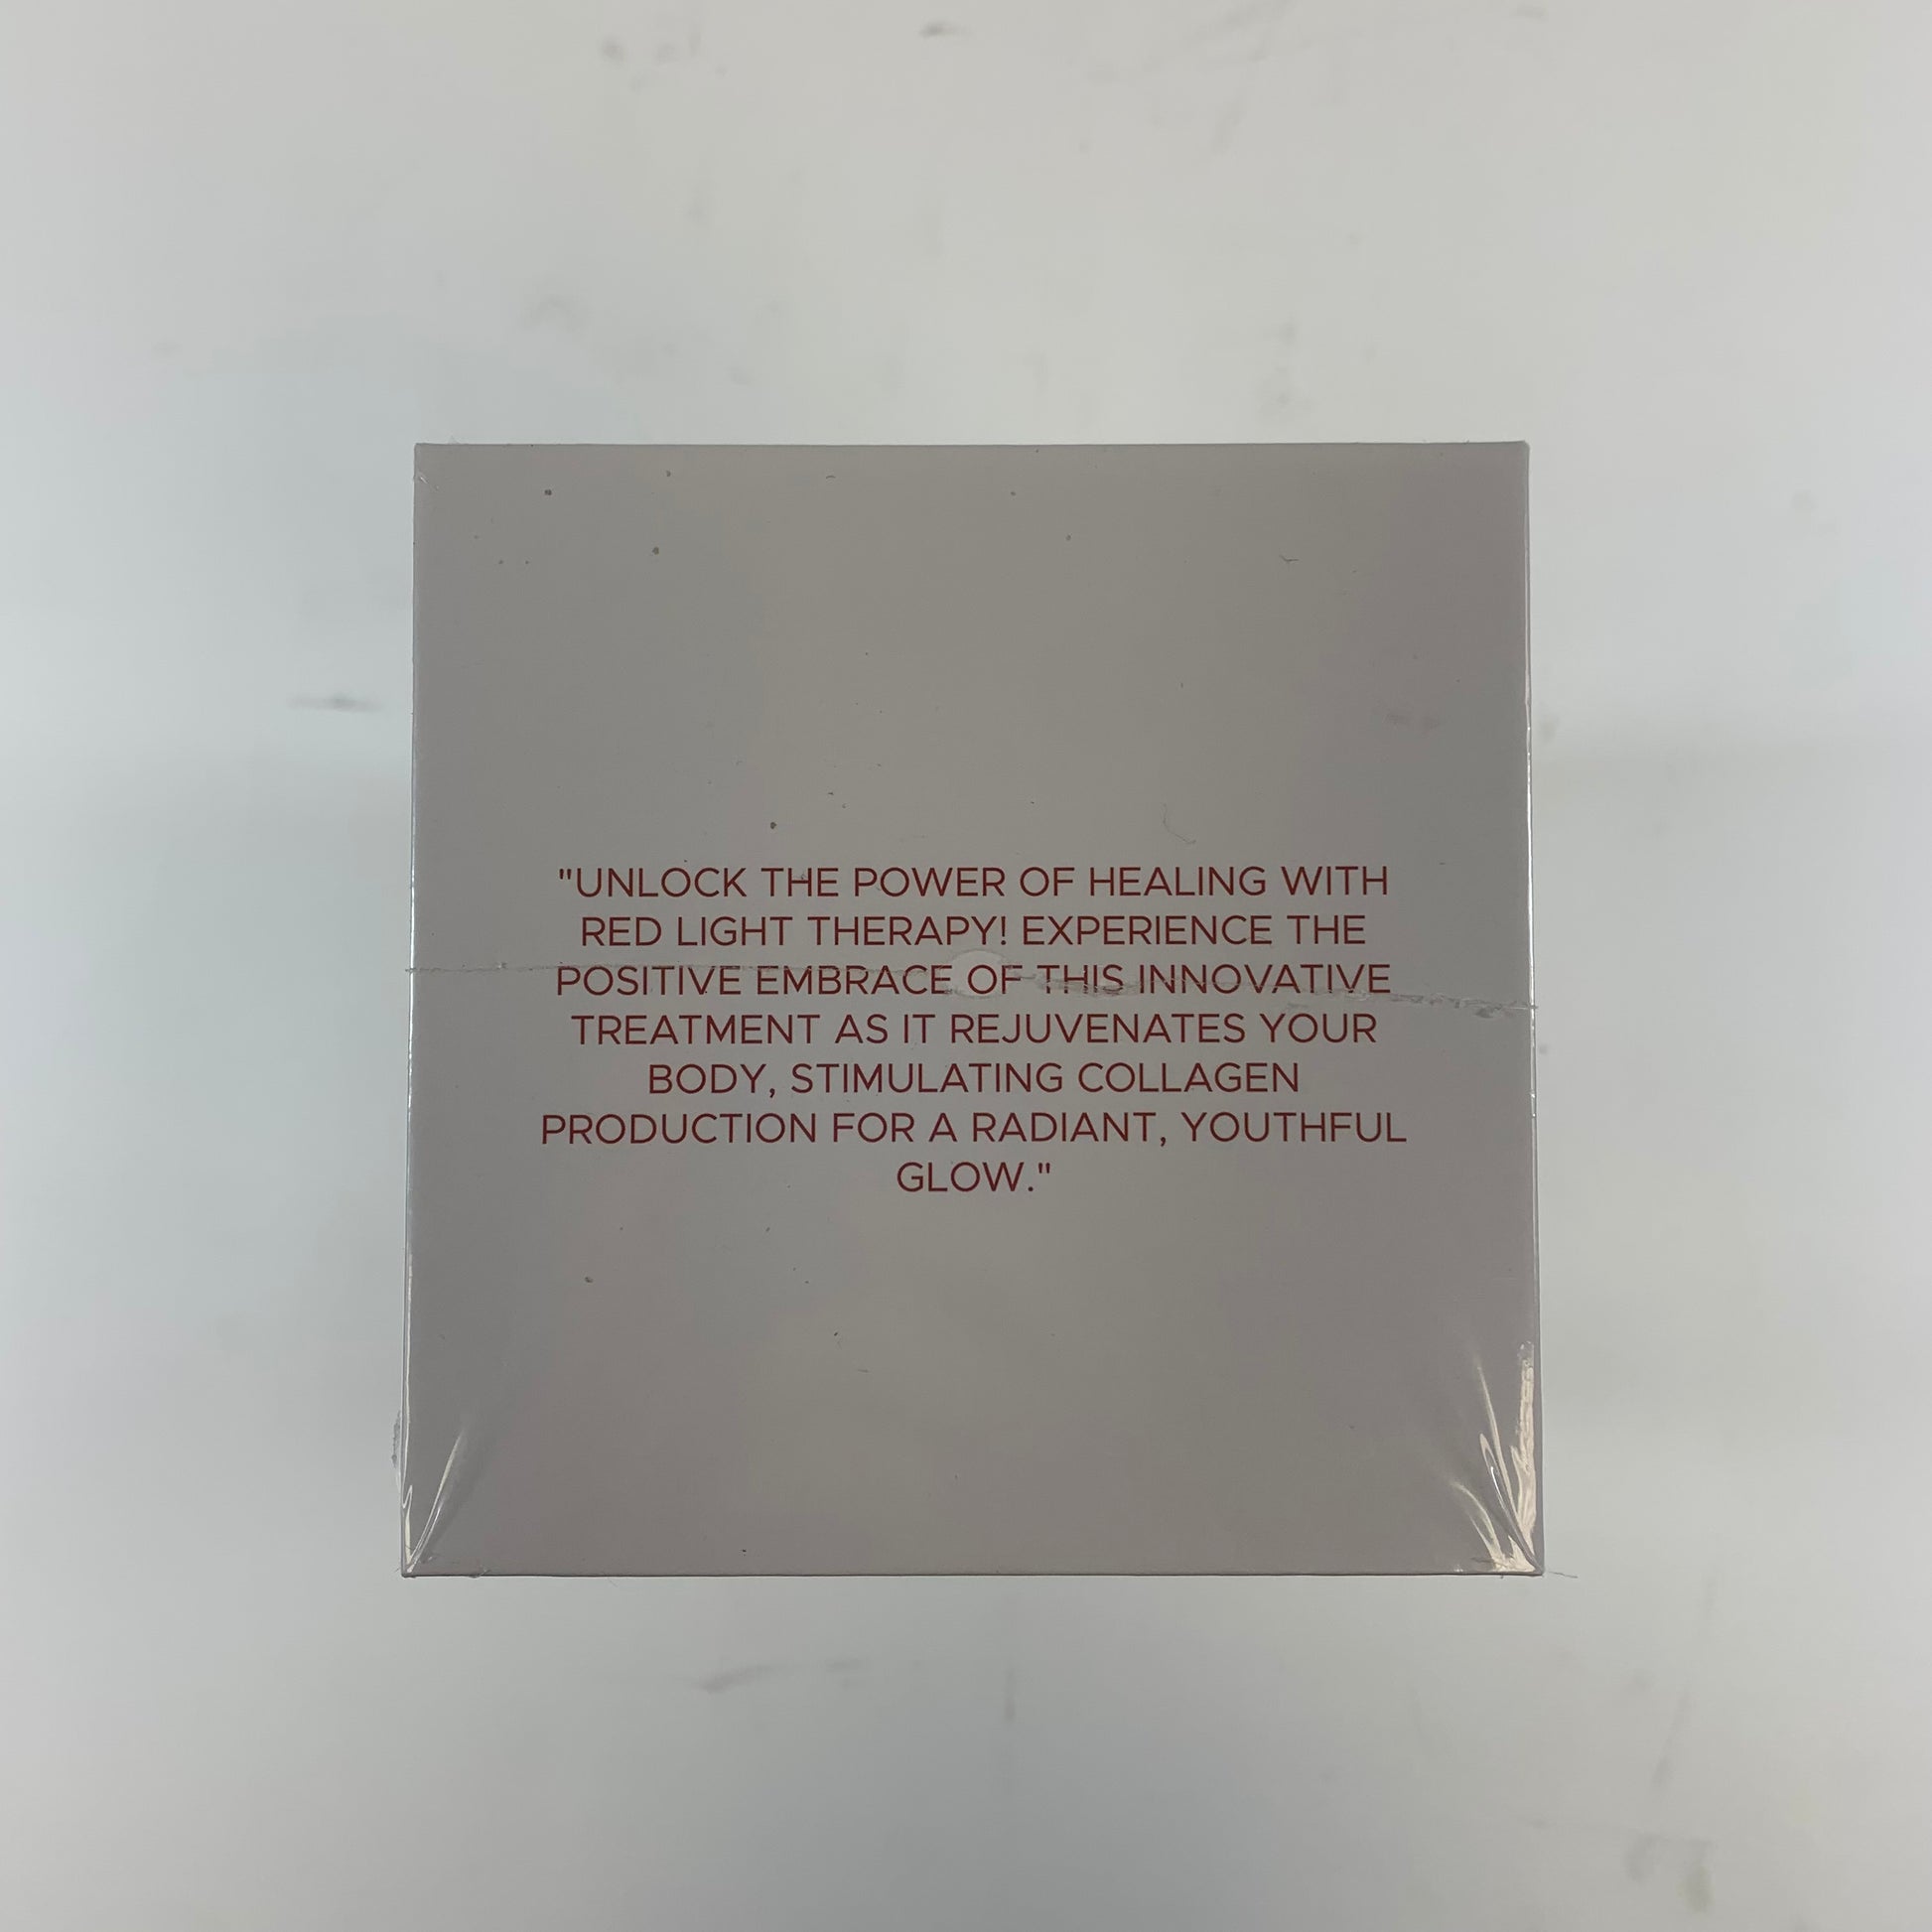 "UNLOCK THE POWER OF HEALING WITH
RED LIGHT THERAPY! EXPERIENCE THE
POSITIVE EMBRACE OF THIS INNOVATIVE
TREATMENT AS IT REJUVENATES YOUR
BODY, STIMULATING COLLAGEN
PRODUCTION FOR A RADIANT, YOUTHFUL
GLOW."